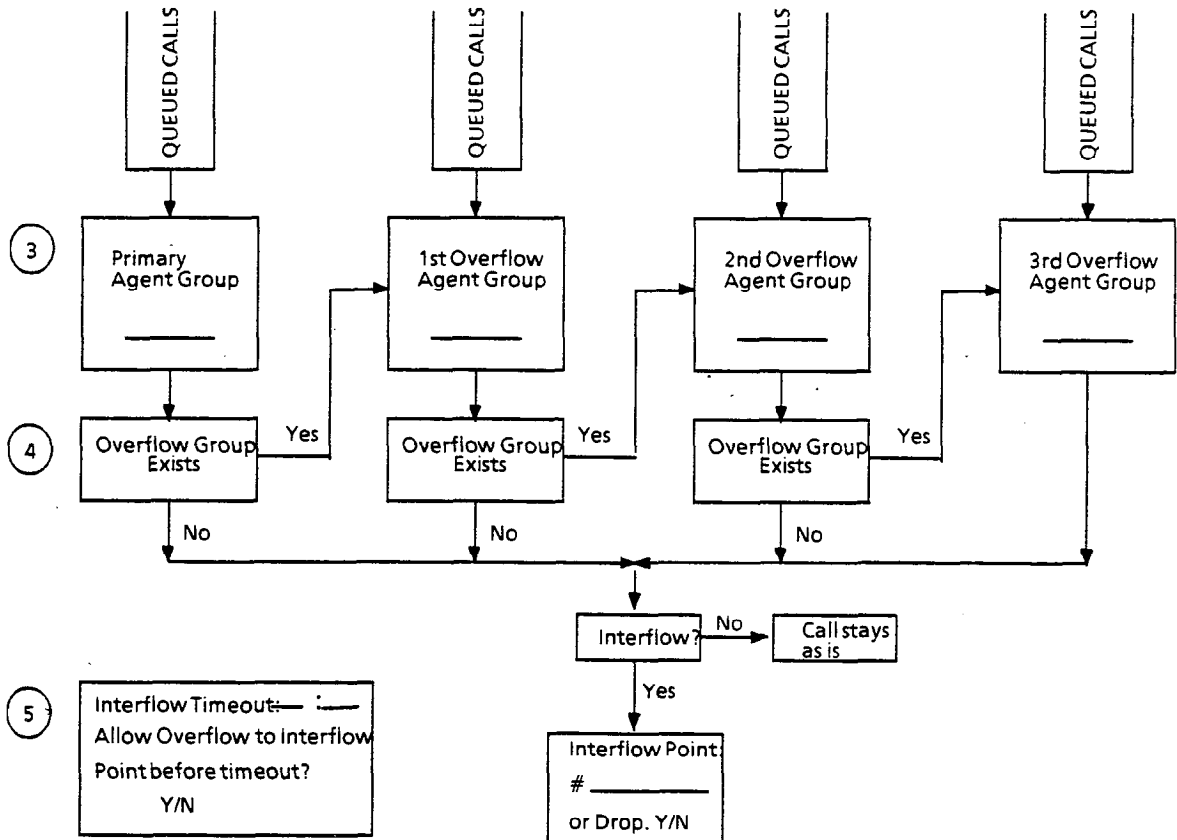 QUEUED CALLS
QUEUED CALLS
QUEUED CALLS
QUEUED CALLS
3
Primary
Agent Group
1st Overflow
Agent Group
2nd Overflow
Agent Group
3rd Overflow
Agent Group
4
Overflow Group
Exists
Yes
Overflow Group
Exists
Yes
Overflow Group
Exists
Yes
No
No
No
Interflow?
No
Call stays
as is
Yes
5
Interflow Timeout: __ : __
Allow Overflow to Interflow
Point before timeout?
Y/N
Interflow Point:
# ________
or Drop. Y/N